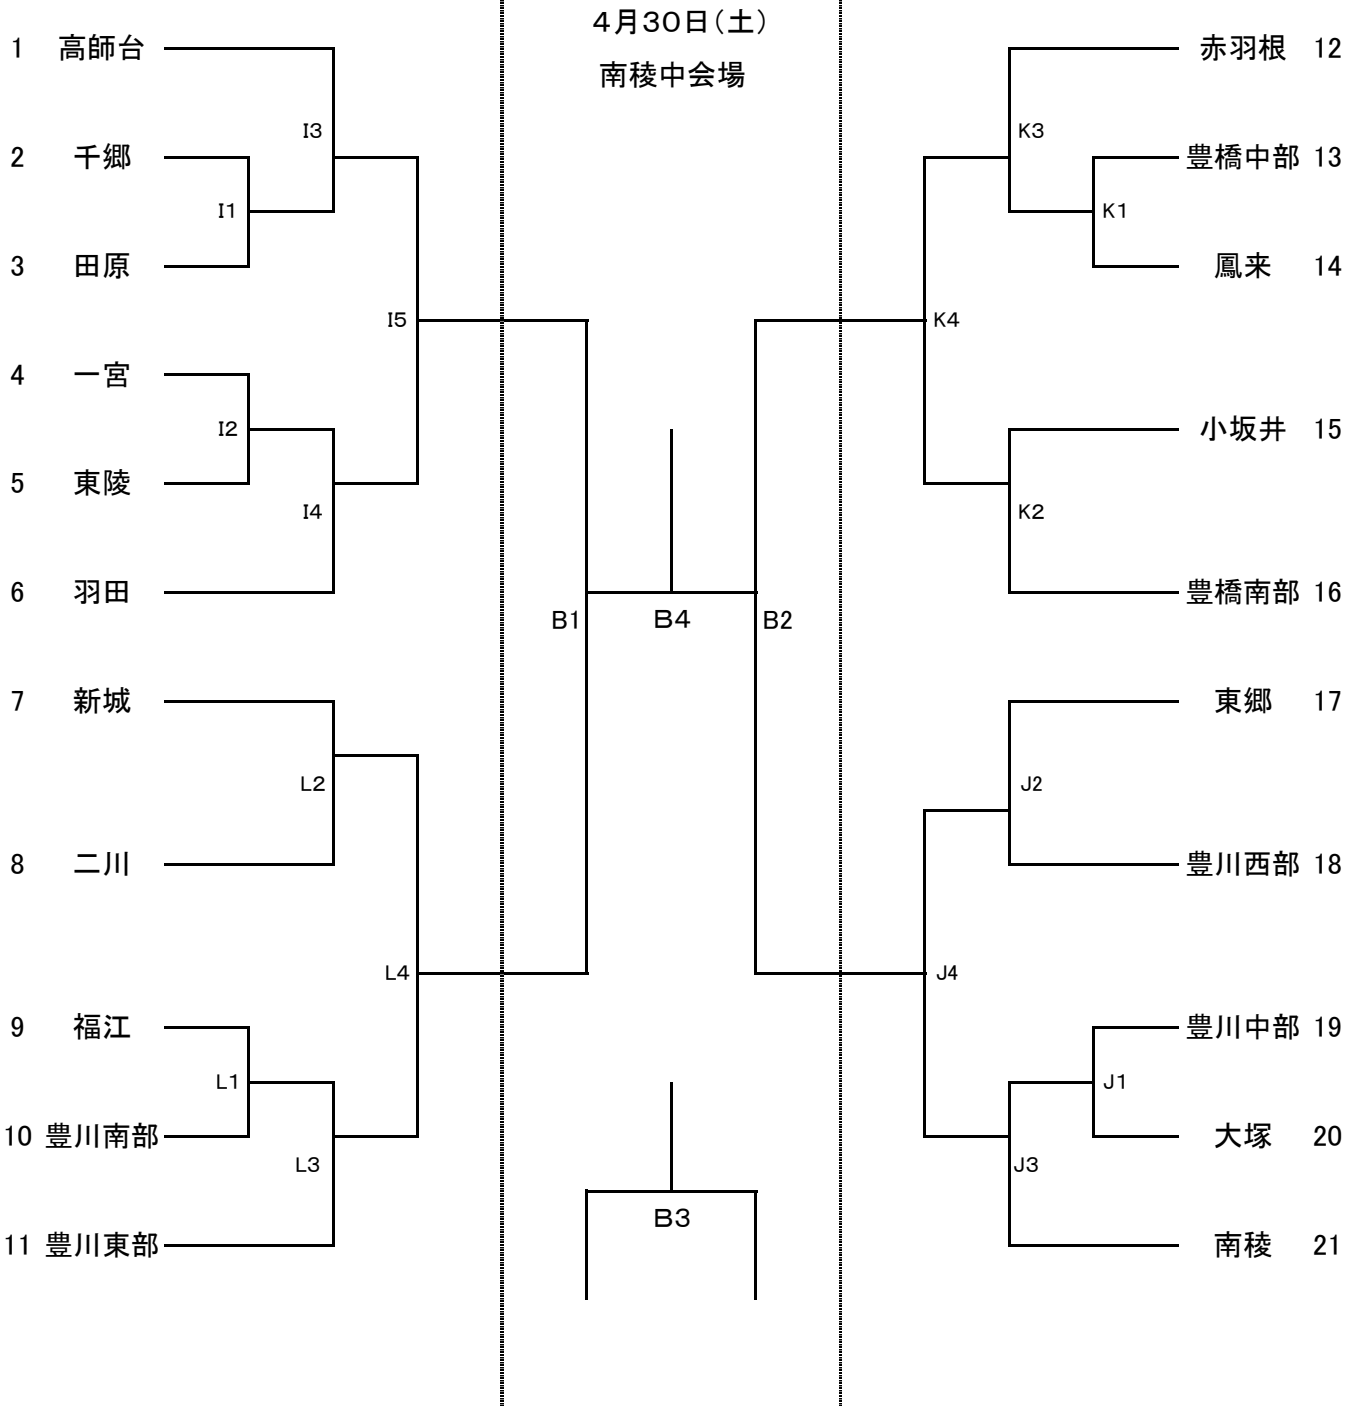 4月30日（土）
南稜中会場
1 高師台
2 千郷
3 田原
4 一宮
5 東陵
6 羽田
7 新城
8 二川
9 福江
10 豊川南部
11 豊川東部
I3
I1
I5
I2
I4
L2
L4
L1
L3
B1
B4
B2
B3
K3
K1
K4
K2
J2
J4
J1
J3
赤羽根 12
豊橋中部 13
鳳来 14
小坂井 15
豊橋南部 16
東郷 17
豊川西部 18
豊川中部 19
大塚 20
南稜 21